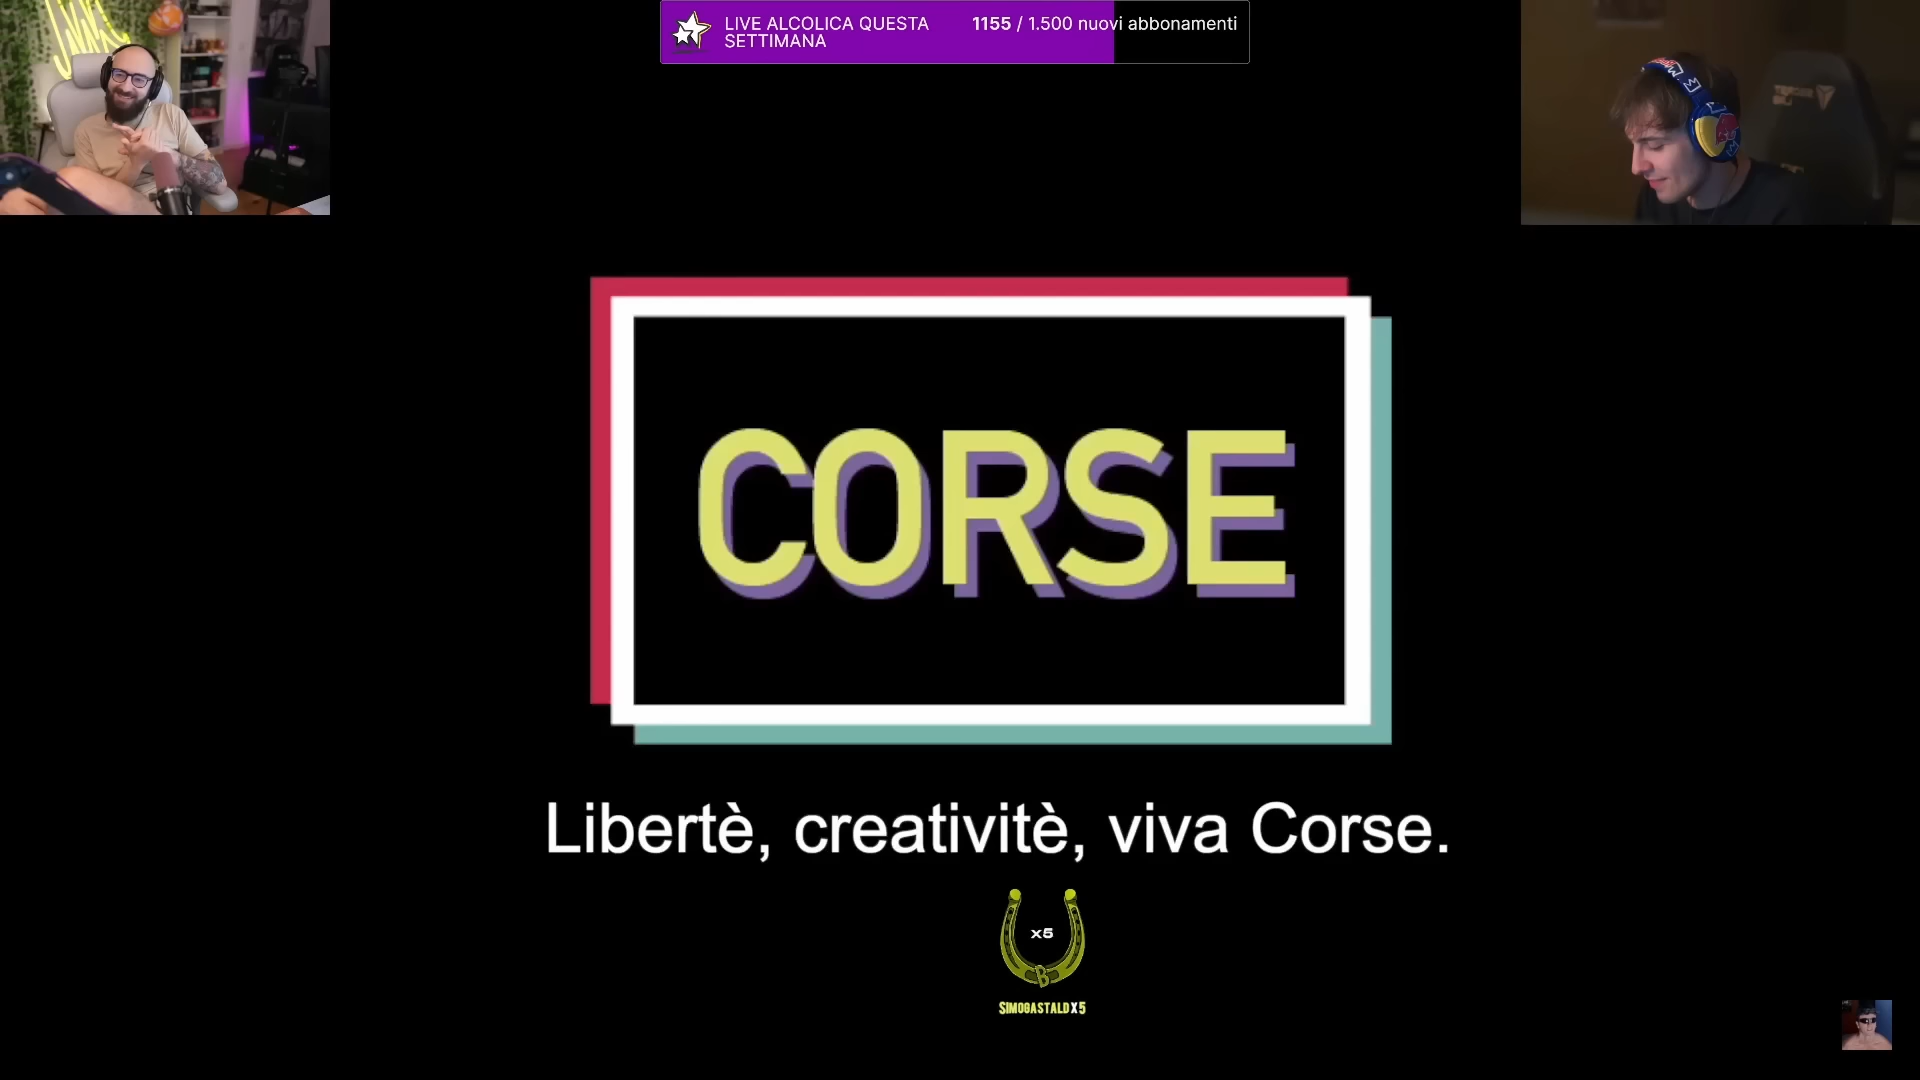 LIVE ALCOLICA QUESTA
SETTIMANA
1155 / 1.500 nuovi abbonamenti
CORSE
Libertè, creativitè, viva Corse.
x5
B
SIMOGASTALDX5